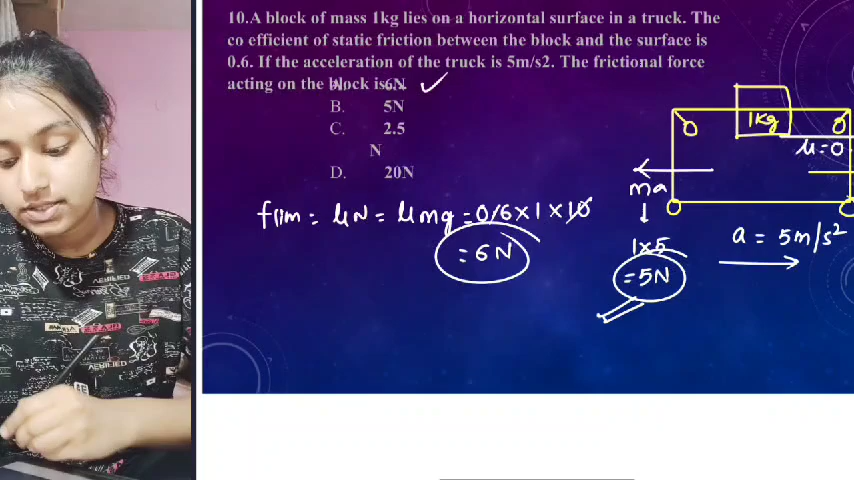 10.A block of mass 1kg lies on a horizontal surface in a truck. The
co efficient of static friction between the block and the surface is
0.6. If the acceleration of the truck is 5m/s2. The frictional force
acting on the block is:
A. 6N ✓
B. 5N
C. 2.5
N
D. 20N
1kg
μ=0
ma
↓
1×5
=5N
a = 5m/s²
flim = μN = μmg = 0/6×1×10
= 6N